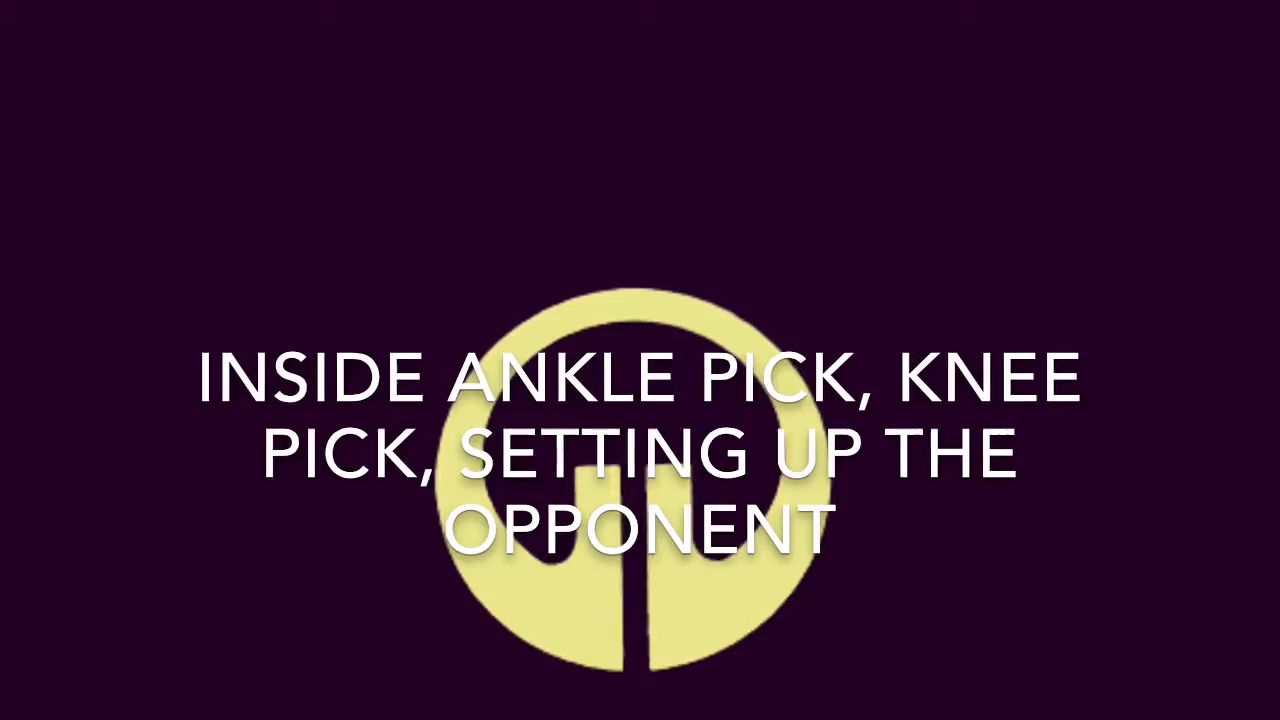 INSIDE ANKLE PICK, KNEE
PICK, SETTING UP THE
OPPONENT